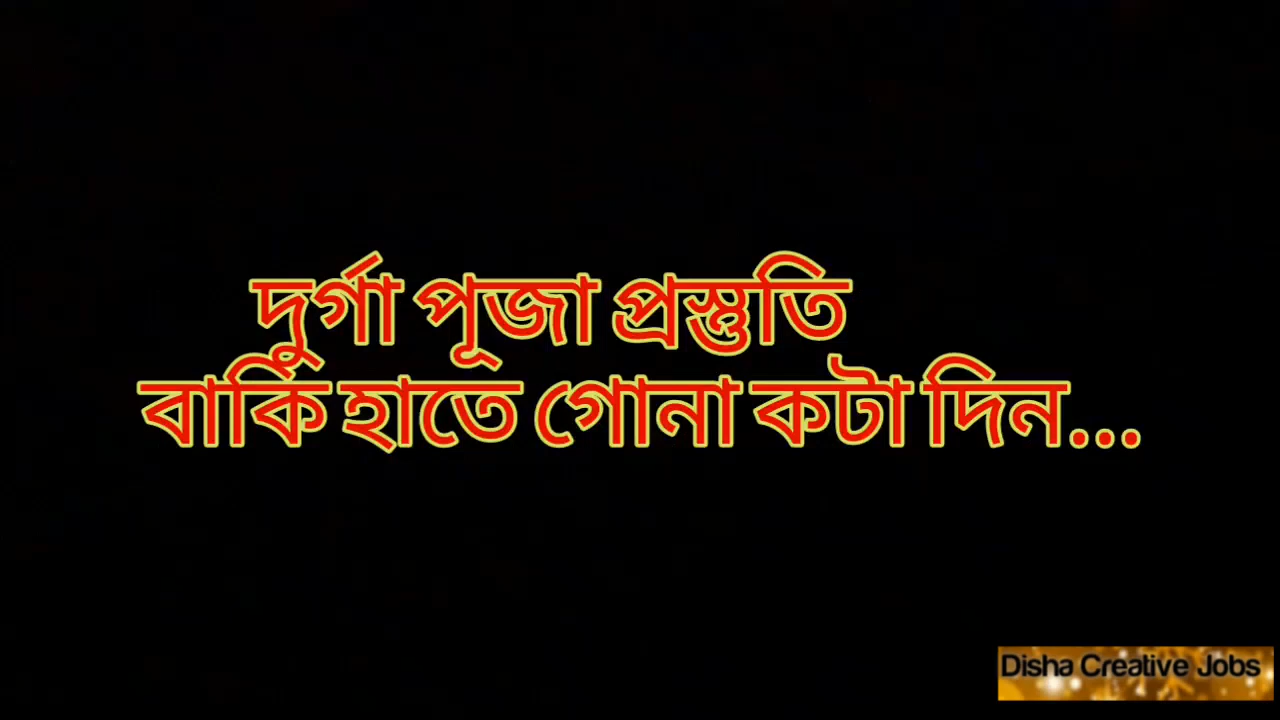 দুর্গা পূজা প্রস্তুতি
বাকি হাতে গোনা কটা দিন...
Disha Creative Jobs